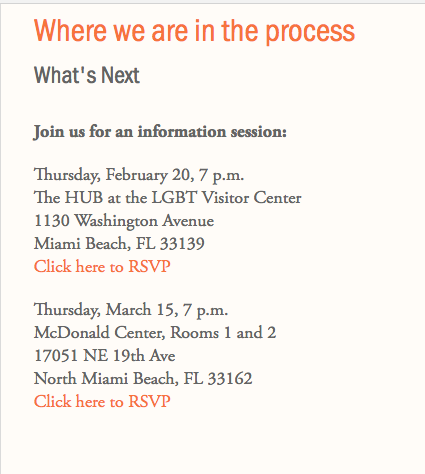 Where we are in the process
What's Next
Join us for an information session:
Thursday, February 20, 7 p.m.
The HUB at the LGBT Visitor Center
1130 Washington Avenue
Miami Beach, FL 33139
Click here to RSVP
Thursday, March 15, 7 p.m.
McDonald Center, Rooms 1 and 2
17051 NE 19th Ave
North Miami Beach, FL 33162
Click here to RSVP